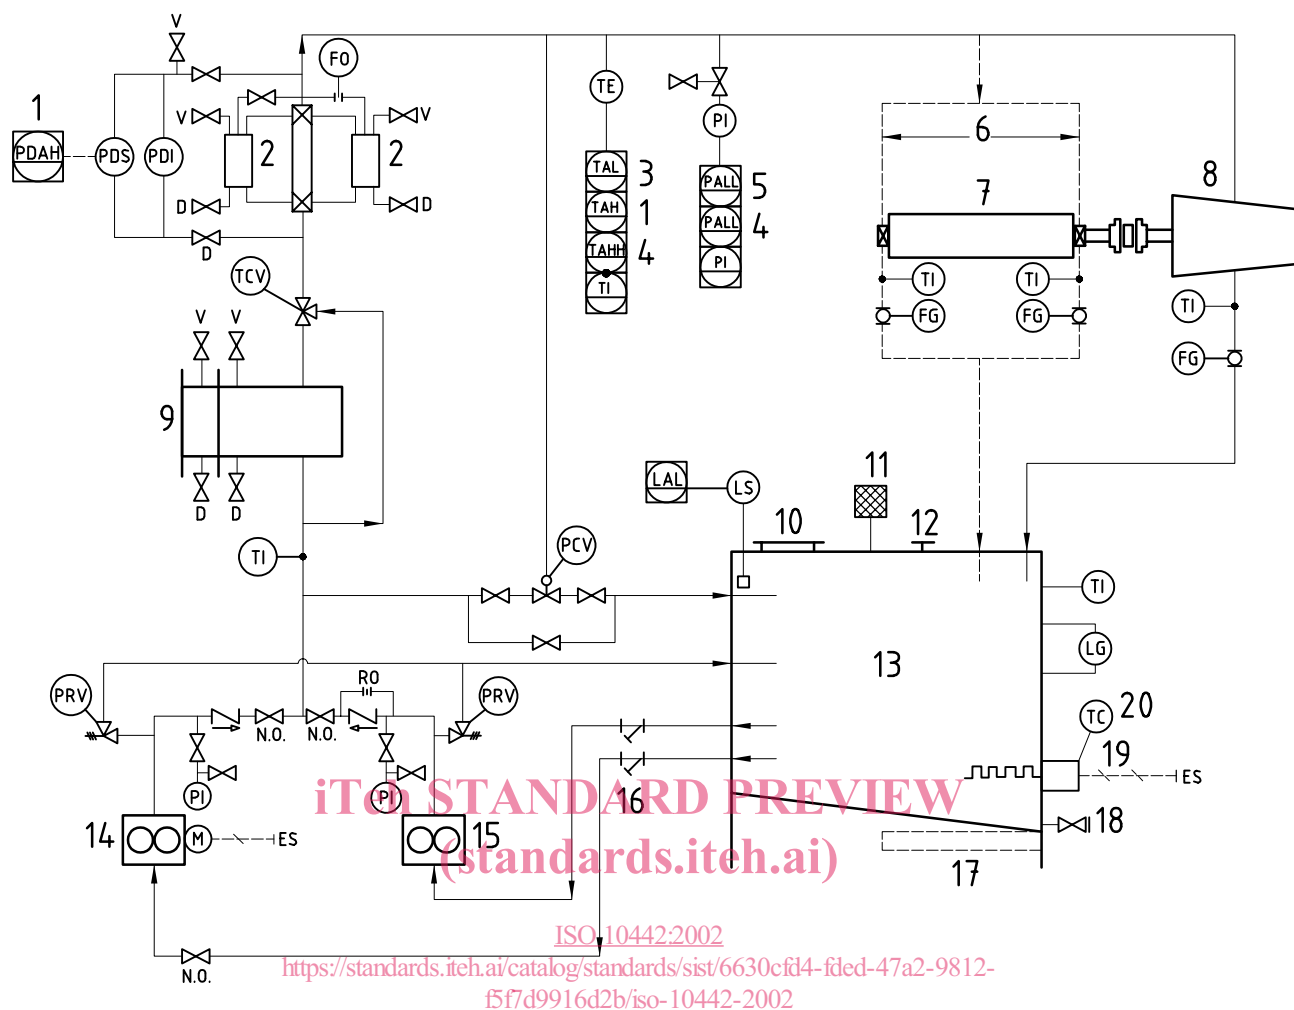 V
FO
1
TE
V
V
PI
6
PDAH
PDS
PDI
2
2
TAL
3
PALL
5
8
7
D
D
TAH
1
PALL
4
D
TAHH
4
PI
TCV
TI
TI
TI
TI
V
V
FG
FG
FG
9
11
LAL
LS
D
D
10
12
TI
PCV
TI
13
LG
RO
PRV
PRV
TC
20
N.O.
N.O.
19
ES
PI
PI
16
iTeh STANDARD PREVIEW
14
M
ES
15
18
(standards.iteh.ai)
17
ISO 10442:2002
N.O.
https://standards.iteh.ai/catalog/standards/sist/6630cfd4-fded-47a2-9812-
f5f7d9916d2b/iso-10442-2002